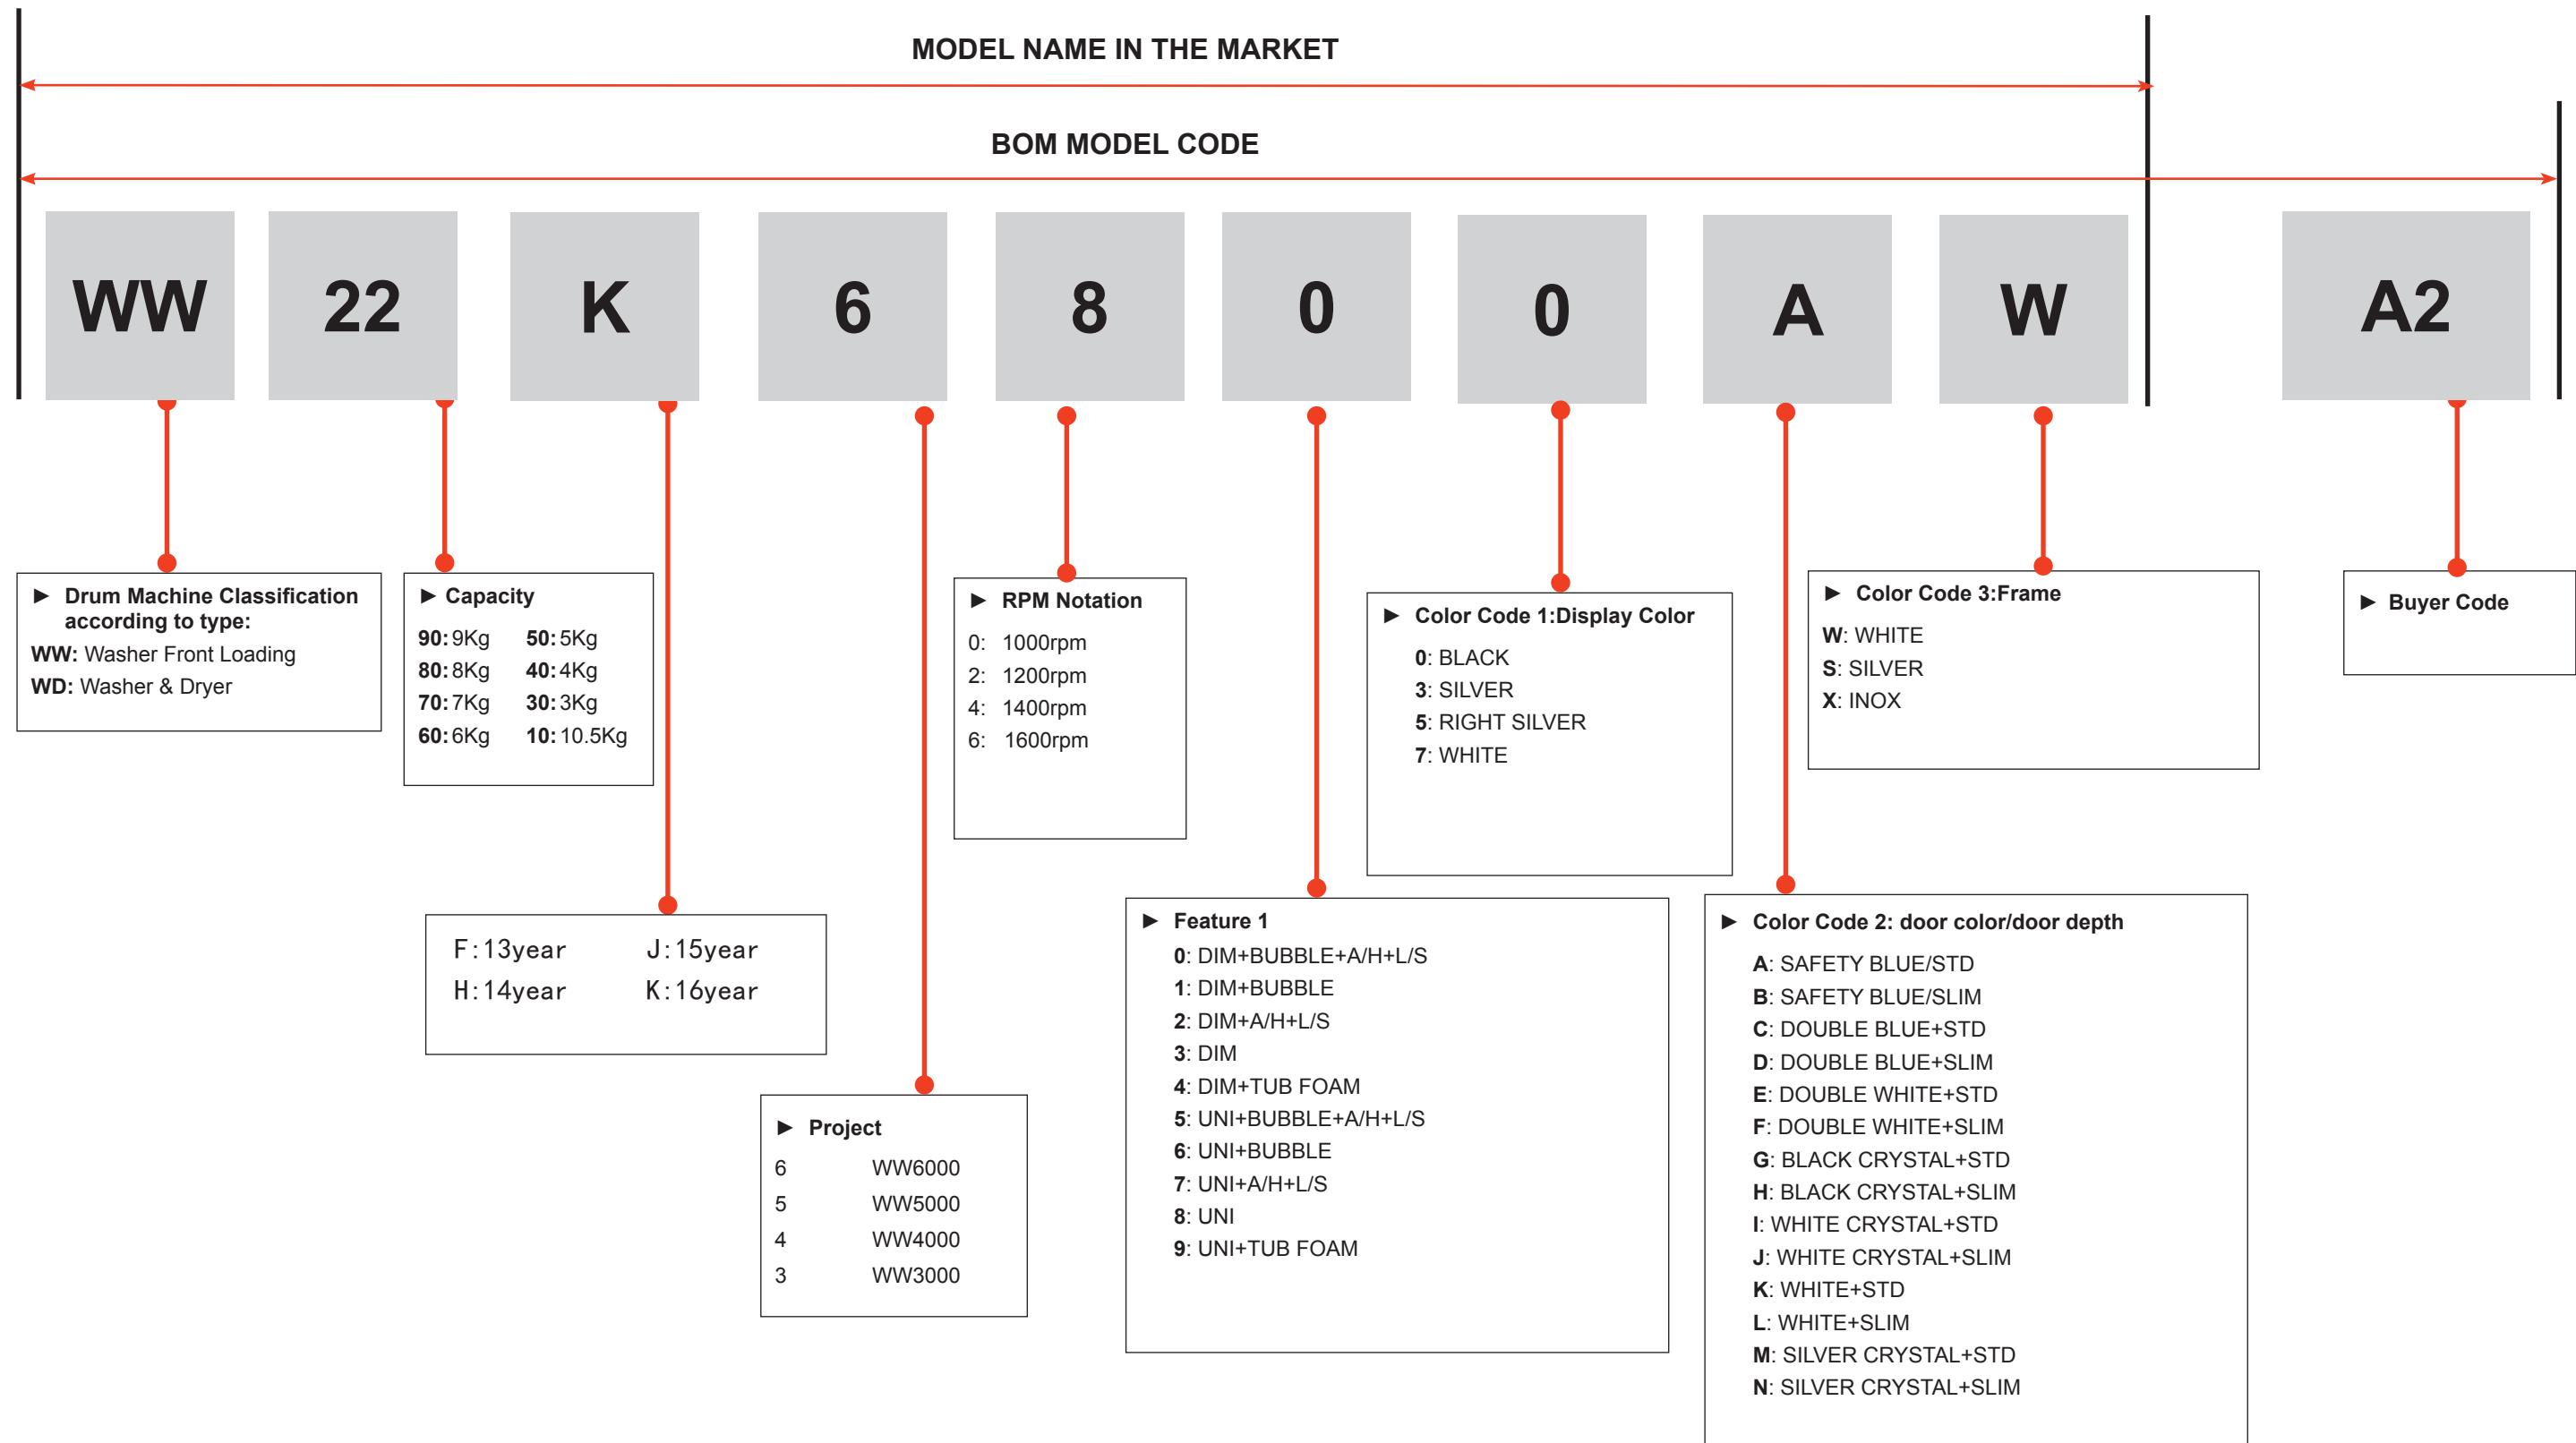 MODEL NAME IN THE MARKET
BOM MODEL CODE
WW 22 K 6 8 0 0 A W A2
► Drum Machine Classification
according to type:
WW: Washer Front Loading
WD: Washer & Dryer
► Capacity
90: 9Kg 50: 5Kg
80: 8Kg 40: 4Kg
70: 7Kg 30: 3Kg
60: 6Kg 10: 10.5Kg
F:13year J:15year
H:14year K:16year
► Project
6 WW6000
5 WW5000
4 WW4000
3 WW3000
► RPM Notation
0: 1000rpm
2: 1200rpm
4: 1400rpm
6: 1600rpm
► Feature 1
0: DIM+BUBBLE+A/H+L/S
1: DIM+BUBBLE
2: DIM+A/H+L/S
3: DIM
4: DIM+TUB FOAM
5: UNI+BUBBLE+A/H+L/S
6: UNI+BUBBLE
7: UNI+A/H+L/S
8: UNI
9: UNI+TUB FOAM
► Color Code 1:Display Color
0: BLACK
3: SILVER
5: RIGHT SILVER
7: WHITE
► Color Code 2: door color/door depth
A: SAFETY BLUE/STD
B: SAFETY BLUE/SLIM
C: DOUBLE BLUE+STD
D: DOUBLE BLUE+SLIM
E: DOUBLE WHITE+STD
F: DOUBLE WHITE+SLIM
G: BLACK CRYSTAL+STD
H: BLACK CRYSTAL+SLIM
I: WHITE CRYSTAL+STD
J: WHITE CRYSTAL+SLIM
K: WHITE+STD
L: WHITE+SLIM
M: SILVER CRYSTAL+STD
N: SILVER CRYSTAL+SLIM
► Color Code 3:Frame
W: WHITE
S: SILVER
X: INOX
► Buyer Code